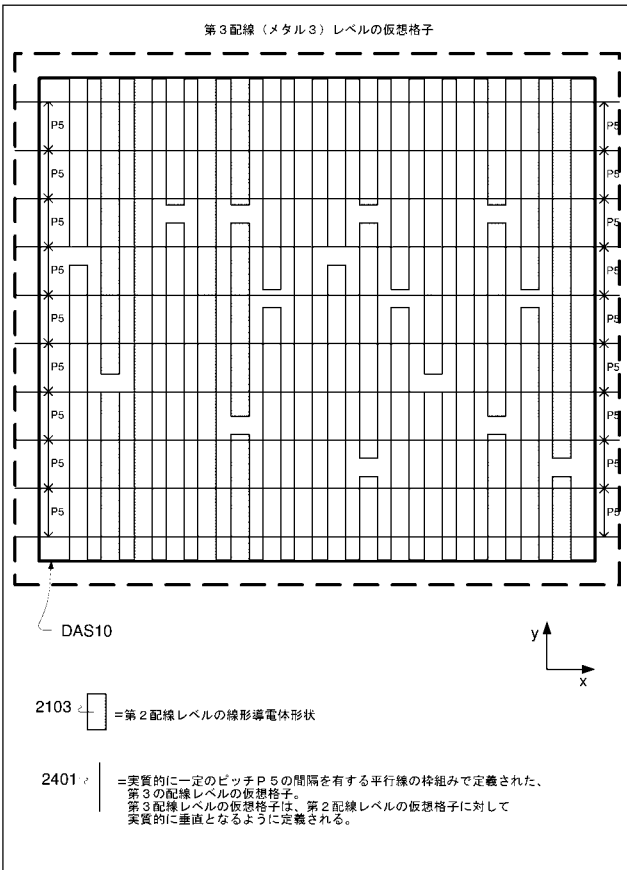 第３配線（メタル３）レベルの仮想格子
P5 P5
P5 P5
P5 P5
P5 P5
P5 P5
P5 P5
P5 P5
P5 P5
P5 P5
DAS10
y
x
2103
=第２配線レベルの線形導電体形状
2401
=実質的に一定のピッチＰ５の間隔を有する平行線の枠組みで定義された、
第３の配線レベルの仮想格子。
第３配線レベルの仮想格子は、第２配線レベルの仮想格子に対して
実質的に垂直となるように定義される。